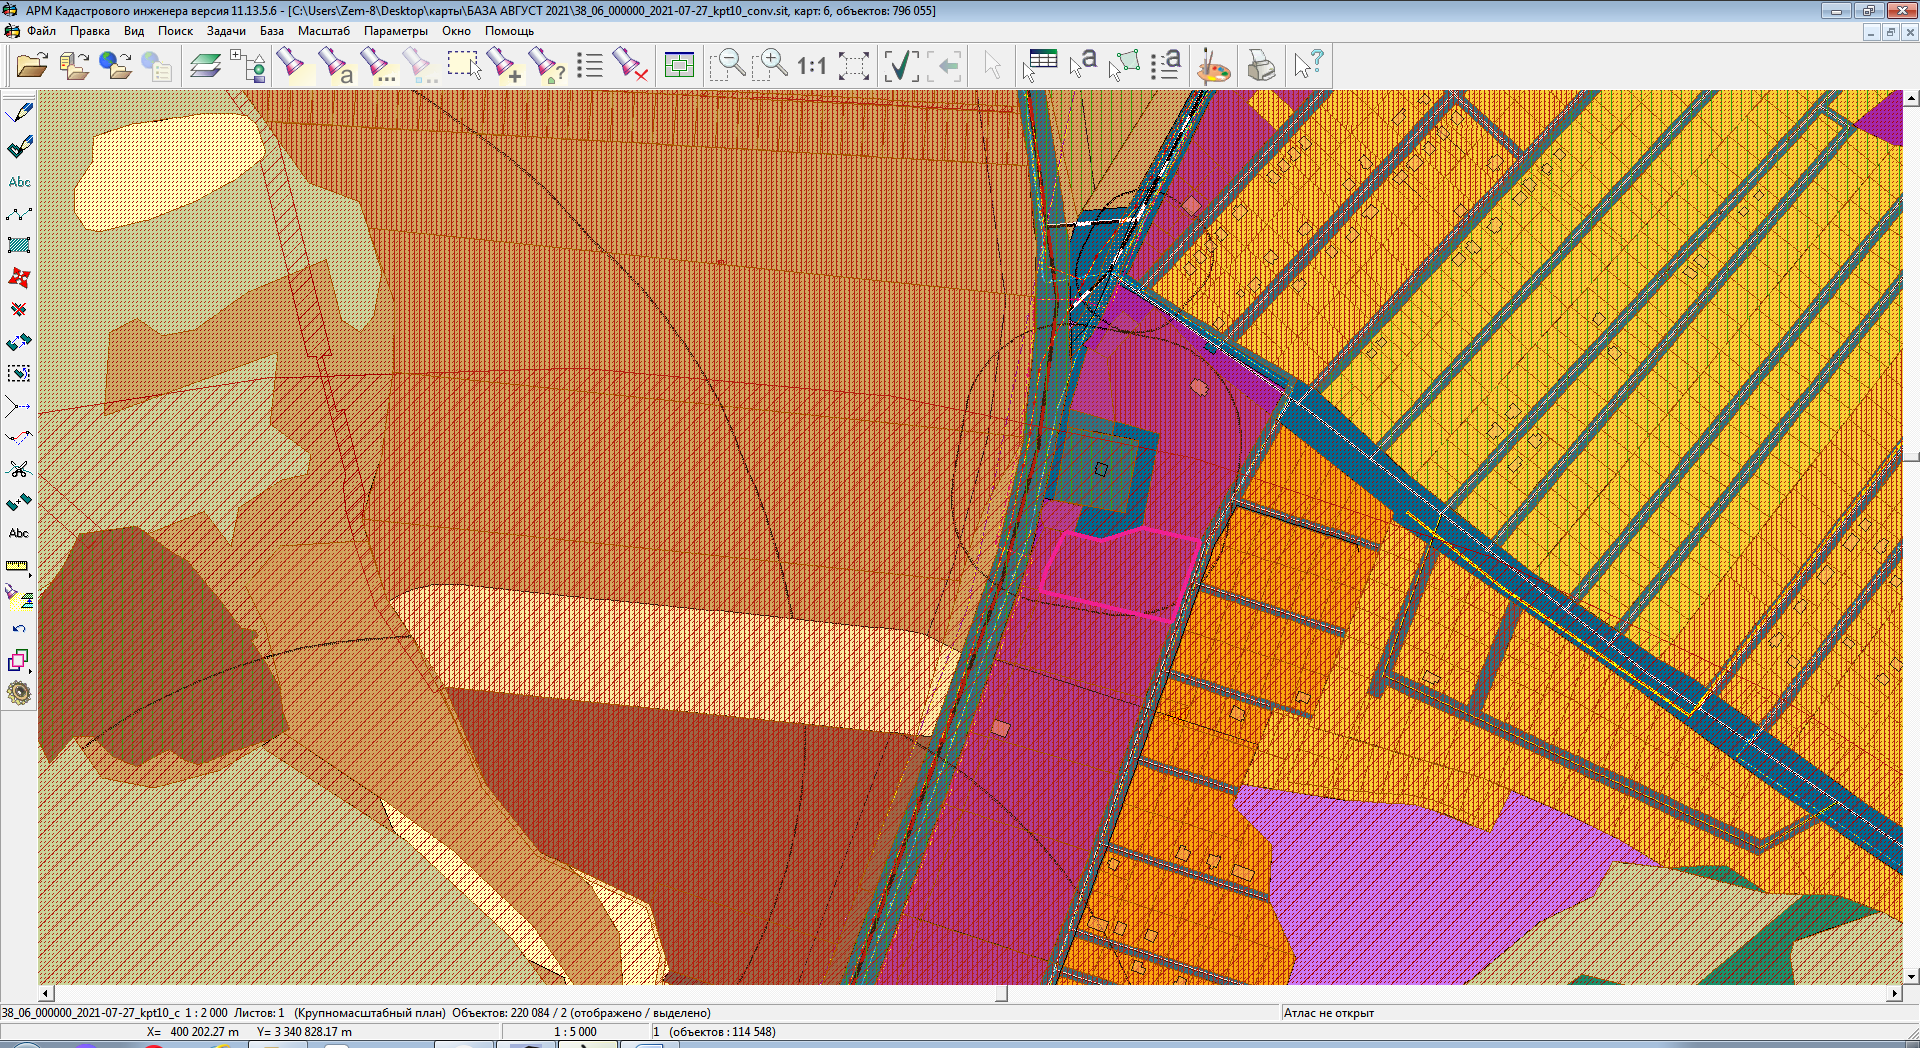 АРМ Кадастрового инженера версия 11.13.5.6 - [C:\Users\Zem-8\Desktop\карты\БАЗА АВГУСТ 2021\38_06_000000_2021-07-27_kpt10_conv.sit, карт: 6, объектов: 796 055]
Файл Правка Вид Поиск Задачи База Масштаб Параметры Окно Помощь
a ? 1:1 a a ?
Abc
Abc
38_06_000000_2021-07-27_kpt10_c 1 : 2 000 Листов: 1 (Крупномасштабный план) Объектов: 220 084 / 2 (отображено / выделено) Атлас не открыт
X= 400 202.27 m Y= 3 340 828.17 m 1 : 5 000 1 (объектов : 114 548)